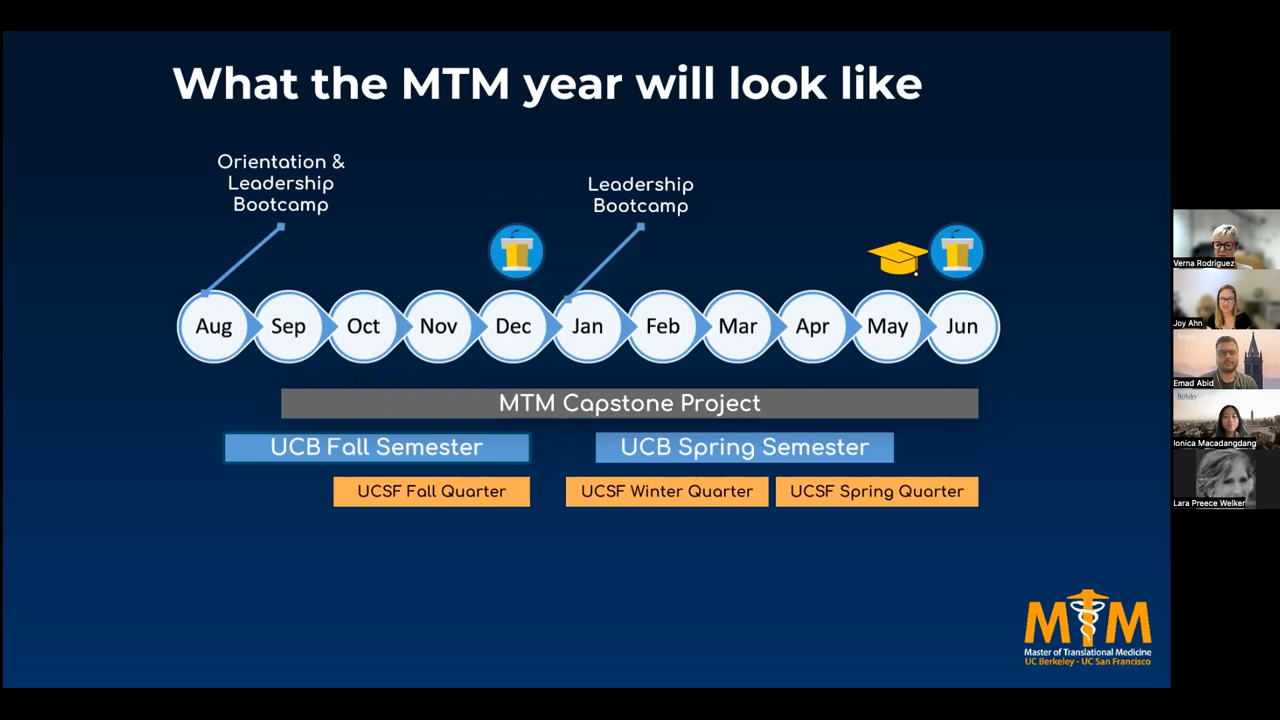 What the MTM year will look like
Orientation &
Leadership
Bootcamp
Leadership
Bootcamp
Aug
Sep
Oct
Nov
Dec
Jan
Feb
Mar
Apr
May
Jun
MTM Capstone Project
UCB Fall Semester
UCB Spring Semester
UCSF Fall Quarter
UCSF Winter Quarter
UCSF Spring Quarter
MTM
Master of Translational Medicine
UC Berkeley - UC San Francisco
Verna Rodriguez
Joy Ahn
Emad Abid
Berkeley
Ionica Macadangdang
Lara Preece Welker